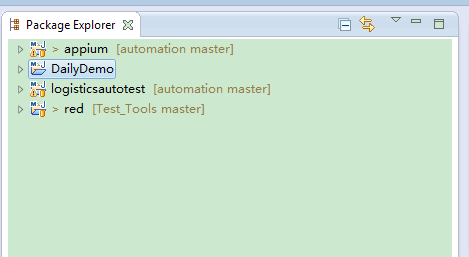 Package Explorer
> appium [automation master]
DailyDemo
logisticsautotest [automation master]
> red [Test_Tools master]